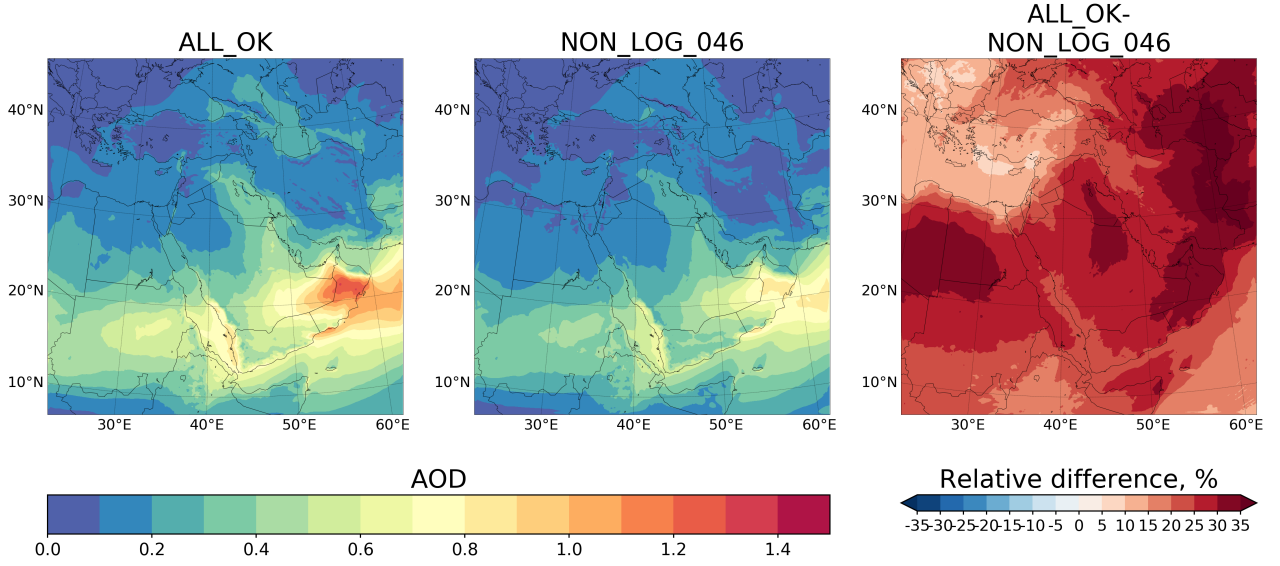 ALL_OK
NON_LOG_046
ALL_OK-
NON_LOG_046
40°N
30°N
20°N
10°N
30°E 40°E 50°E 60°E
40°N
30°N
20°N
10°N
30°E 40°E 50°E 60°E
40°N
30°N
20°N
10°N
30°E 40°E 50°E 60°E
AOD
0.0 0.2 0.4 0.6 0.8 1.0 1.2 1.4
Relative difference, %
-35-30-25-20-15-10 -5 0 5 10 15 20 25 30 35